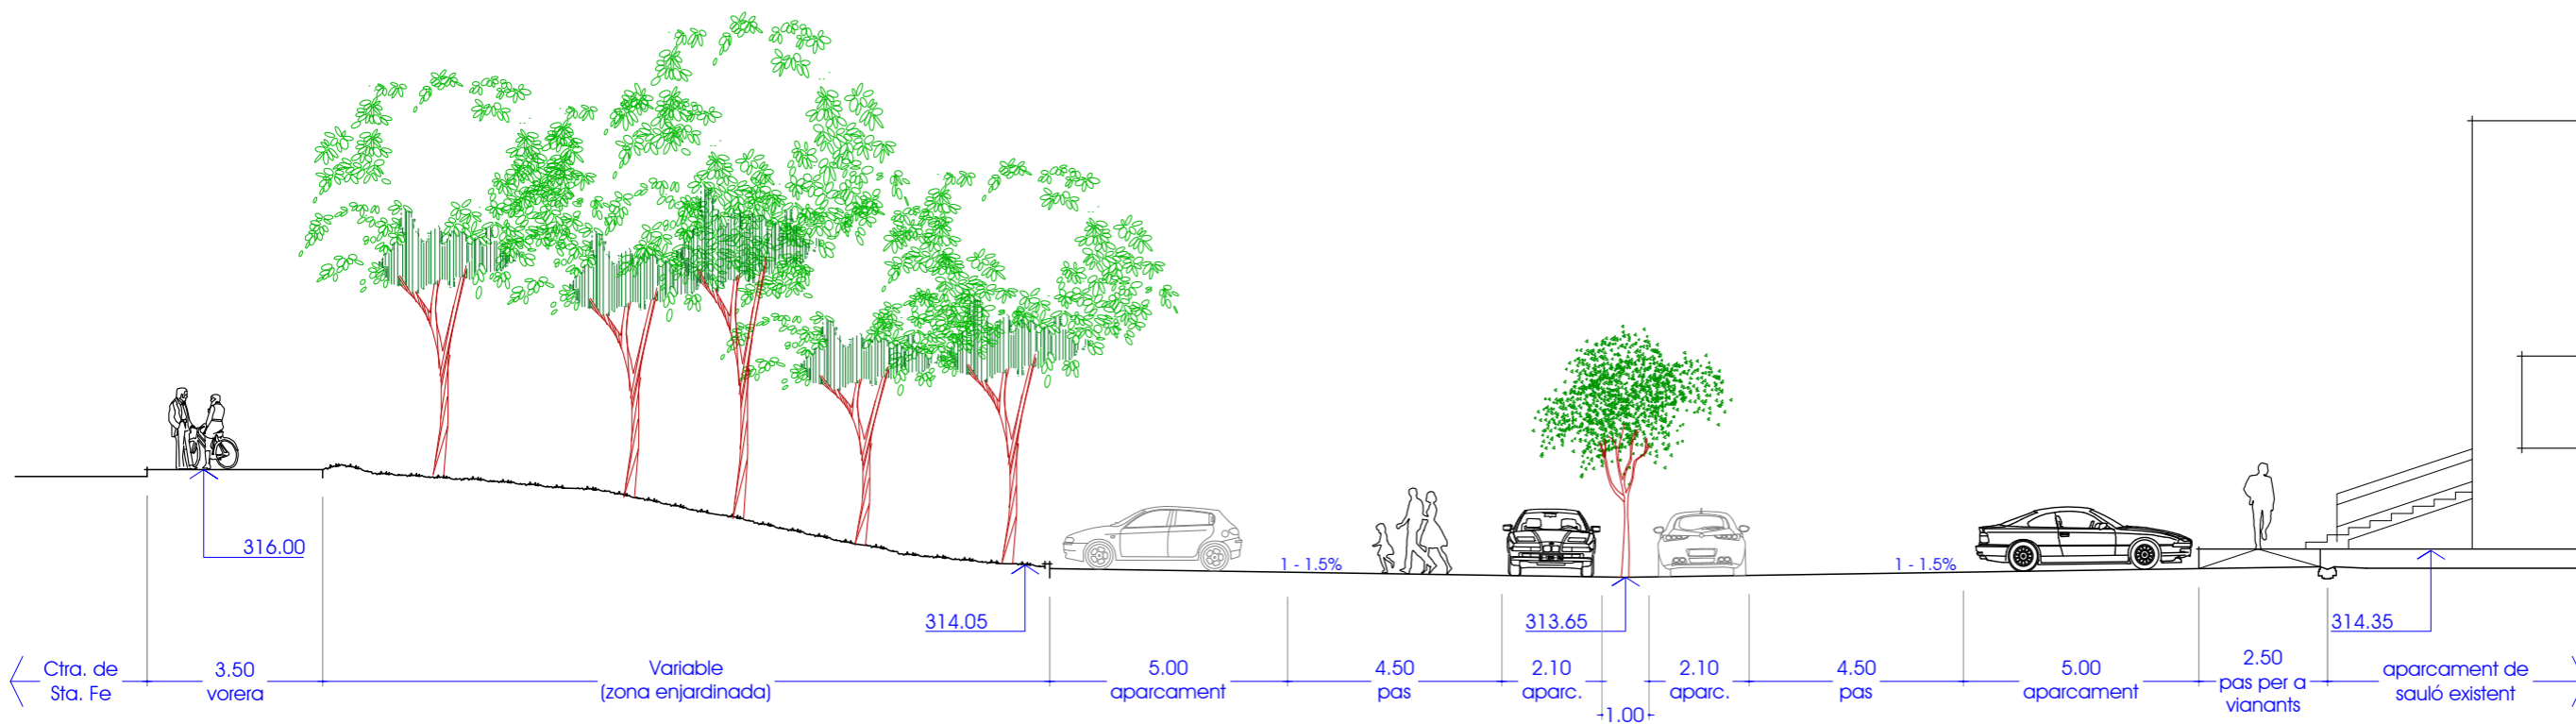 1 - 1.5%
1 - 1.5%
316.00
314.05
313.65
314.35
Ctra. de
Sta. Fe
3.50
vorera
Variable
(zona enjardinada)
5.00
aparcament
4.50
pas
2.10
aparc.
1.00
2.10
aparc.
4.50
pas
5.00
aparcament
2.50
pas per a
vianants
aparcament de
sauló existent